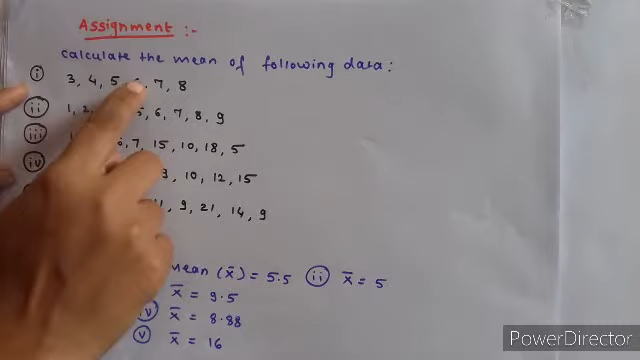 Assignment :-
Calculate the mean of following data :
(i) 3, 4, 5, 7, 8
(ii) 1, 2, 6, 7, 8, 9
(iii) 7, 15, 10, 18, 5
(iv) 10, 12, 15
9, 21, 14, 9
mean (x̄) = 5.5 (ii) x̄ = 5
x̄ = 9.5
(iv) x̄ = 8.88
(v) x̄ = 16
PowerDirector